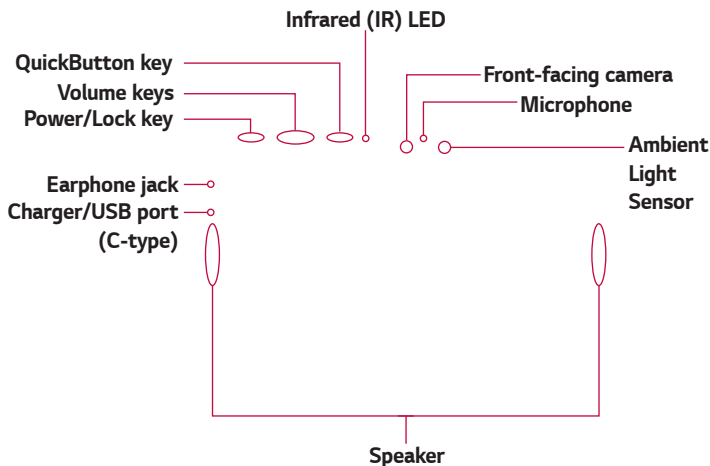 Infrared (IR) LED
QuickButton key
Volume keys
Power/Lock key
Front-facing camera
Microphone
Ambient
Light
Sensor
Earphone jack
Charger/USB port
(C-type)
Speaker